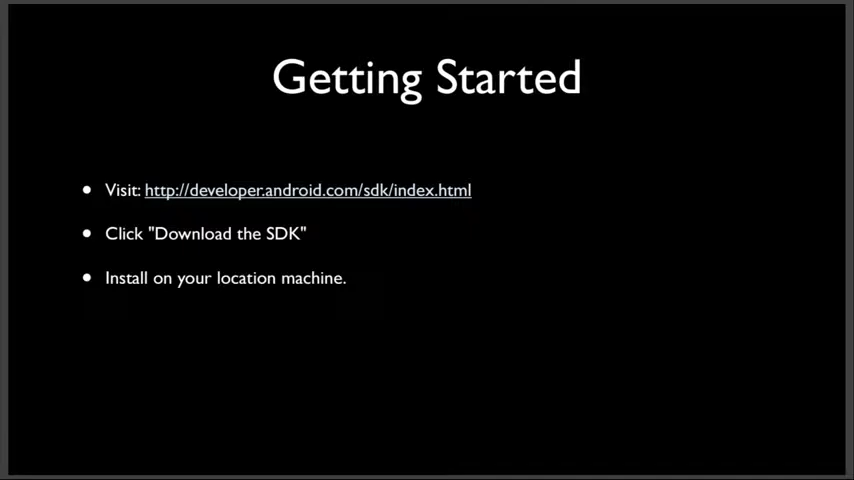 Getting Started
• Visit: http://developer.android.com/sdk/index.html
• Click "Download the SDK"
• Install on your location machine.